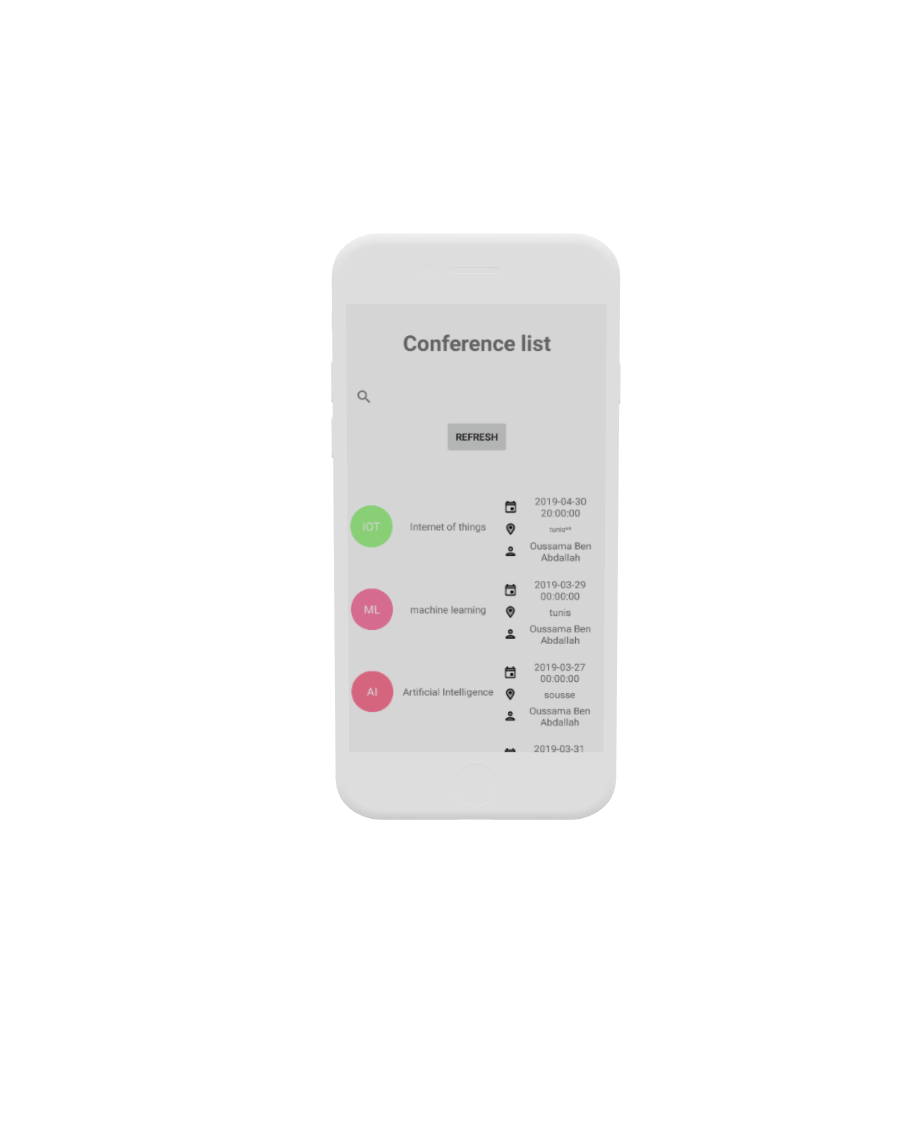 Conference list
REFRESH
IOT
Internet of things
2019-04-30
20:00:00
tunis**
Oussama Ben
Abdallah
ML
machine learning
2019-03-29
00:00:00
tunis
Oussama Ben
Abdallah
AI
Artificial Intelligence
2019-03-27
00:00:00
sousse
Oussama Ben
Abdallah
2019-03-31